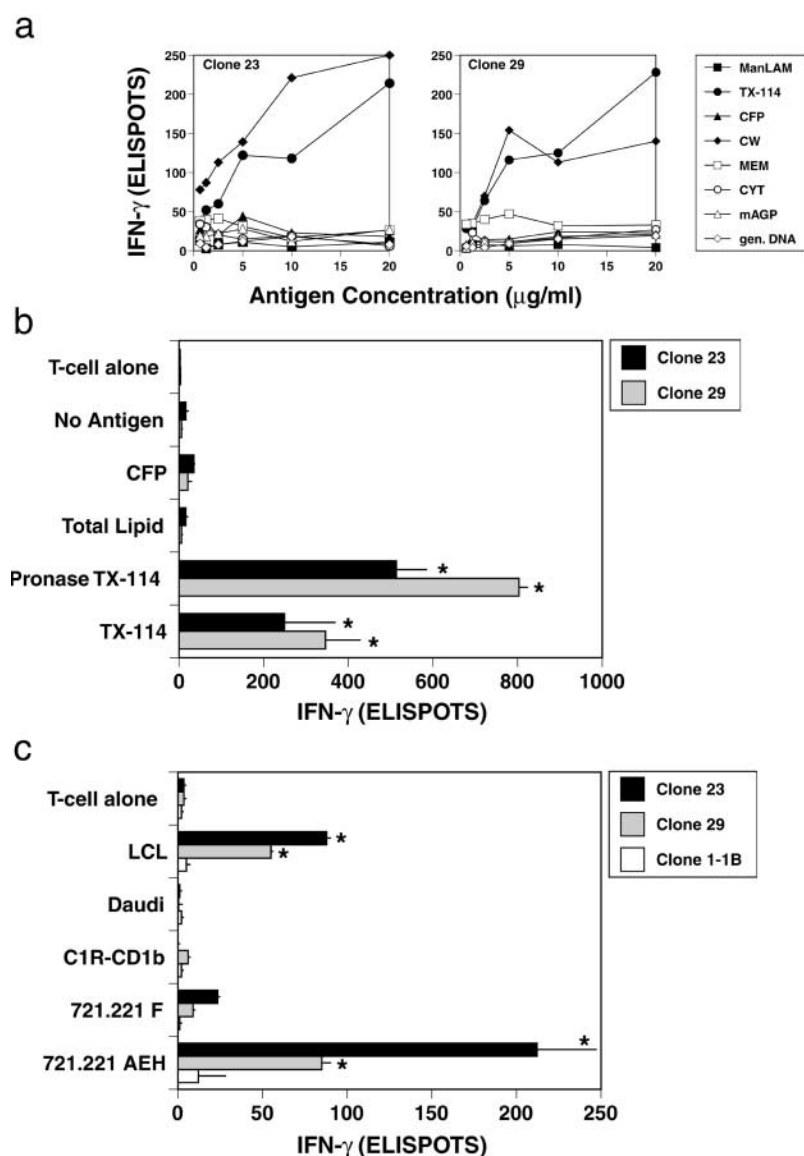 a
IFN-γ (ELISPOTS)
250
200
150
100
50
0
Clone 23
0 5 10 15 20
250
200
150
100
50
0
Clone 29
0 5 10 15 20
Antigen Concentration (μg/ml)
ManLAM
TX-114
CFP
CW
MEM
CYT
mAGP
gen. DNA
b
T-cell alone
No Antigen
CFP
Total Lipid
Pronase TX-114
TX-114
*
*
*
*
0 200 400 600 800 1000
IFN-γ (ELISPOTS)
Clone 23
Clone 29
c
T-cell alone
LCL
Daudi
C1R-CD1b
721.221 F
721.221 AEH
*
*
*
*
0 50 100 150 200 250
IFN-γ (ELISPOTS)
Clone 23
Clone 29
Clone 1-1B